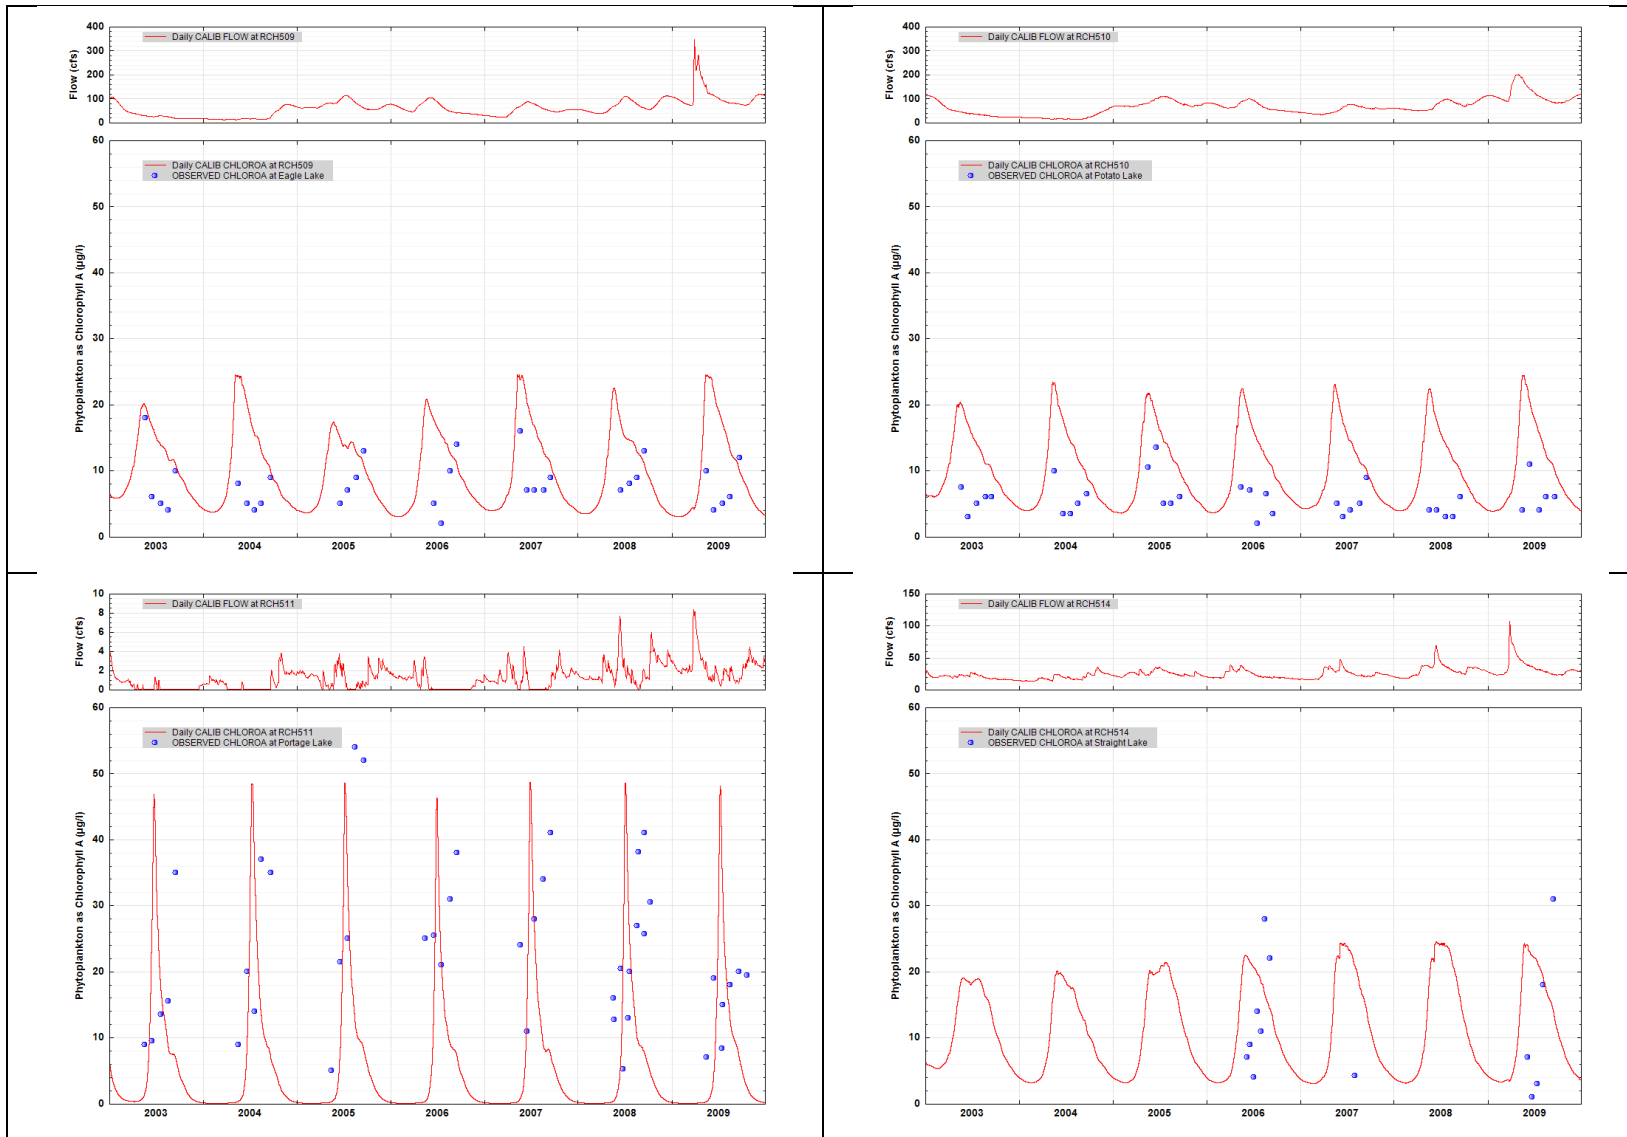 400
300
200
100
0
Flow (cfs)
Daily CALIB FLOW at RCH509
60
50
40
30
20
10
0
Phytoplankton as Chlorophyll A (µg/l)
Daily CALIB CHLOROA at RCH509
OBSERVED CHLOROA at Eagle Lake
2003 2004 2005 2006 2007 2008 2009
400
300
200
100
0
Flow (cfs)
Daily CALIB FLOW at RCH510
60
50
40
30
20
10
0
Phytoplankton as Chlorophyll A (µg/l)
Daily CALIB CHLOROA at RCH510
OBSERVED CHLOROA at Potato Lake
2003 2004 2005 2006 2007 2008 2009
10
8
6
4
2
0
Flow (cfs)
Daily CALIB FLOW at RCH511
60
50
40
30
20
10
0
Phytoplankton as Chlorophyll A (µg/l)
Daily CALIB CHLOROA at RCH511
OBSERVED CHLOROA at Portage Lake
2003 2004 2005 2006 2007 2008 2009
150
100
50
0
Flow (cfs)
Daily CALIB FLOW at RCH514
60
50
40
30
20
10
0
Phytoplankton as Chlorophyll A (µg/l)
Daily CALIB CHLOROA at RCH514
OBSERVED CHLOROA at Straight Lake
2003 2004 2005 2006 2007 2008 2009